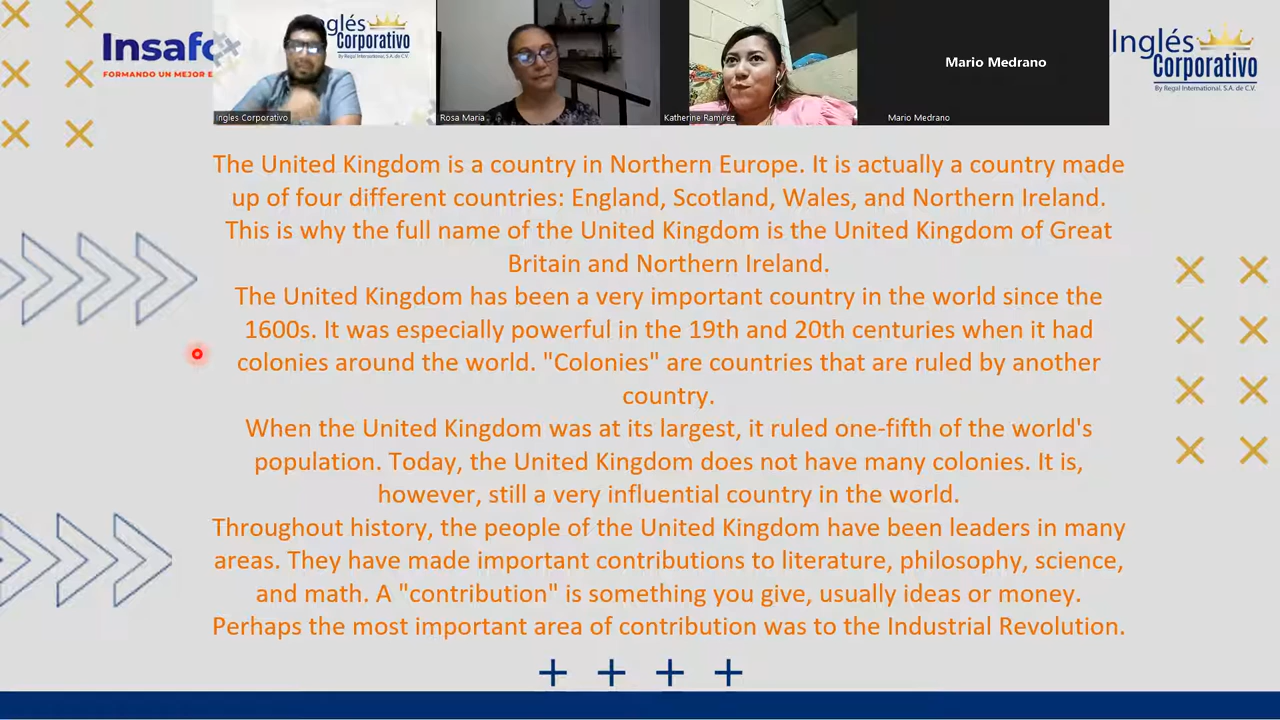 Insafo
FORMANDO UN MEJOR E
Inglés
Corporativo
By Regal International, S.A. de C.V.
Ingles Corporativo
Rosa Maria
Katherine Ramirez
Mario Medrano
Mario Medrano
Inglés
Corporativo
By Regal International, S.A. de C.V.
The United Kingdom is a country in Northern Europe. It is actually a country made
up of four different countries: England, Scotland, Wales, and Northern Ireland.
This is why the full name of the United Kingdom is the United Kingdom of Great
Britain and Northern Ireland.
The United Kingdom has been a very important country in the world since the
1600s. It was especially powerful in the 19th and 20th centuries when it had
colonies around the world. "Colonies" are countries that are ruled by another
country.
When the United Kingdom was at its largest, it ruled one-fifth of the world's
population. Today, the United Kingdom does not have many colonies. It is,
however, still a very influential country in the world.
Throughout history, the people of the United Kingdom have been leaders in many
areas. They have made important contributions to literature, philosophy, science,
and math. A "contribution" is something you give, usually ideas or money.
Perhaps the most important area of contribution was to the Industrial Revolution.